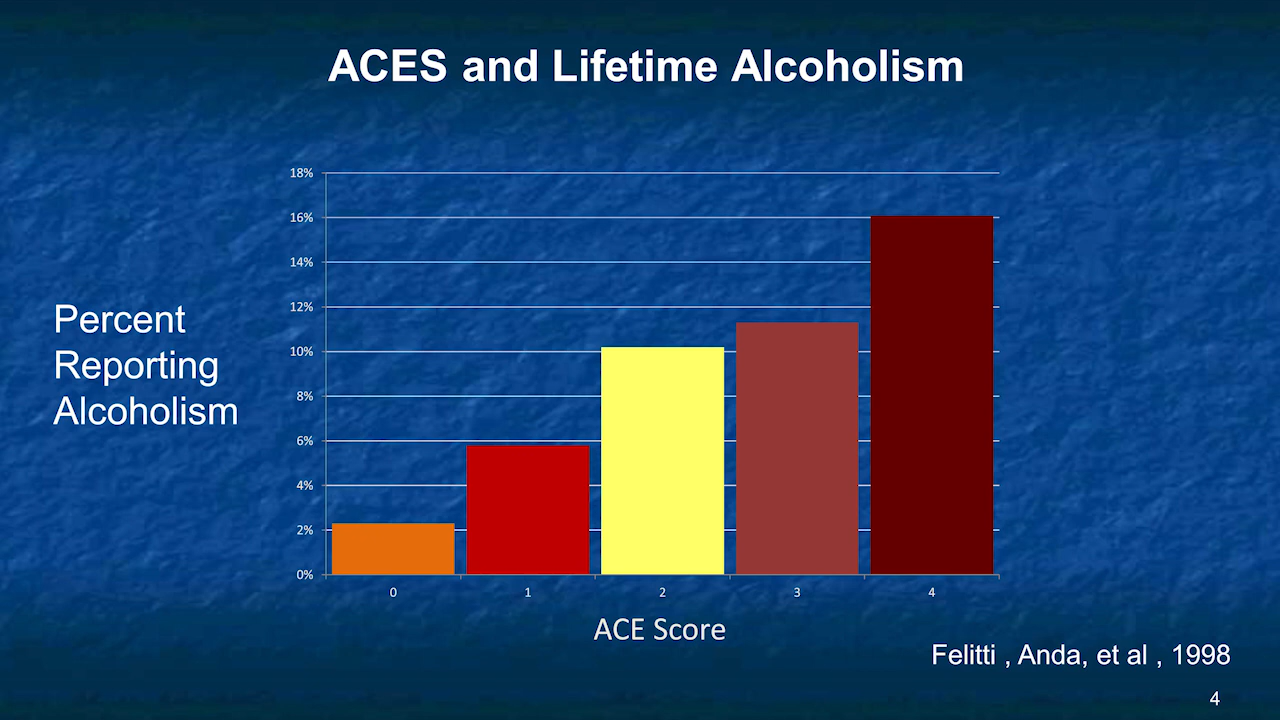 ACES and Lifetime Alcoholism
18%
16%
14%
12%
10%
8%
6%
4%
2%
0%
Percent
Reporting
Alcoholism
0 1 2 3 4
ACE Score
Felitti , Anda, et al , 1998
4